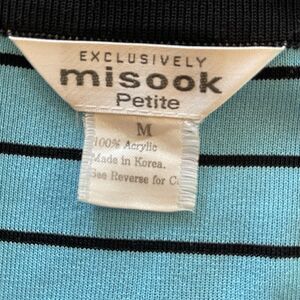 EXCLUSIVELY
misook
Petite
M
100% Acrylic
Made in Korea.
See Reverse for